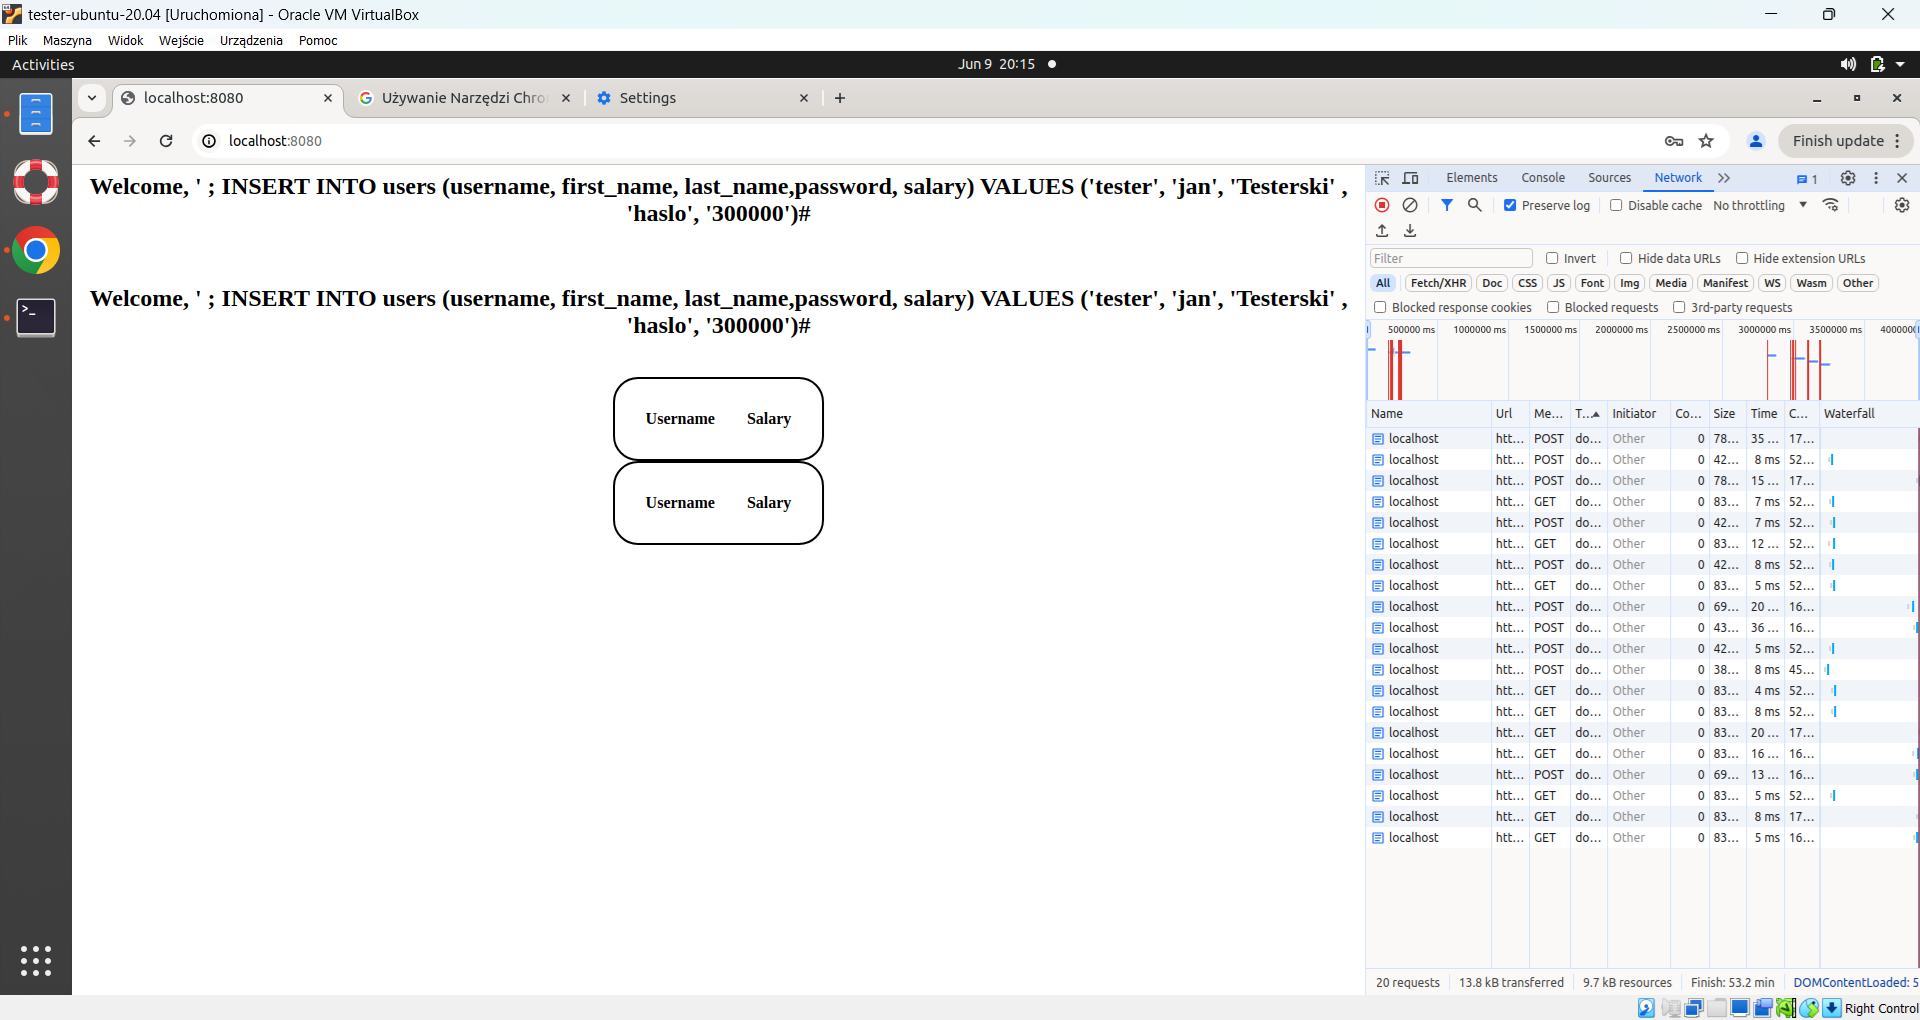 tester-ubuntu-20.04 [Uruchomiona] - Oracle VM VirtualBox
Plik Maszyna Widok Wejście Urządzenia Pomoc
Activities Jun 9 20:15
localhost:8080 Używanie Narzędzi Chro Settings
localhost:8080 Finish update
Welcome, ' ; INSERT INTO users (username, first_name, last_name,password, salary) VALUES ('tester', 'jan', 'Testerski' ,
'haslo', '300000')#
Welcome, ' ; INSERT INTO users (username, first_name, last_name,password, salary) VALUES ('tester', 'jan', 'Testerski' ,
'haslo', '300000')#
Username Salary
Username Salary
Elements Console Sources Network 1
Preserve log Disable cache No throttling
Filter Invert Hide data URLs Hide extension URLs
All Fetch/XHR Doc CSS JS Font Img Media Manifest WS Wasm Other
Blocked response cookies Blocked requests 3rd-party requests
500000 ms 1000000 ms 1500000 ms 2000000 ms 2500000 ms 3000000 ms 3500000 ms 400000
Name Url Me... T... Initiator Co... Size Time C... Waterfall
localhost htt... POST do... Other 0 78... 35 ... 17...
localhost htt... POST do... Other 0 42... 8 ms 52...
localhost htt... POST do... Other 0 78... 15 ... 17...
localhost htt... GET do... Other 0 83... 7 ms 52...
localhost htt... POST do... Other 0 42... 7 ms 52...
localhost htt... GET do... Other 0 83... 12 ... 52...
localhost htt... POST do... Other 0 42... 8 ms 52...
localhost htt... GET do... Other 0 83... 5 ms 52...
localhost htt... POST do... Other 0 69... 20 ... 16...
localhost htt... POST do... Other 0 43... 36 ... 16...
localhost htt... POST do... Other 0 42... 5 ms 52...
localhost htt... POST do... Other 0 38... 8 ms 45...
localhost htt... GET do... Other 0 83... 4 ms 52...
localhost htt... GET do... Other 0 83... 8 ms 52...
localhost htt... GET do... Other 0 83... 20 ... 17...
localhost htt... GET do... Other 0 83... 16 ... 16...
localhost htt... POST do... Other 0 69... 13 ... 16...
localhost htt... GET do... Other 0 83... 5 ms 52...
localhost htt... GET do... Other 0 83... 8 ms 17...
localhost htt... GET do... Other 0 83... 5 ms 16...
20 requests 13.8 kB transferred 9.7 kB resources Finish: 53.2 min DOMContentLoaded: 5
Right Control